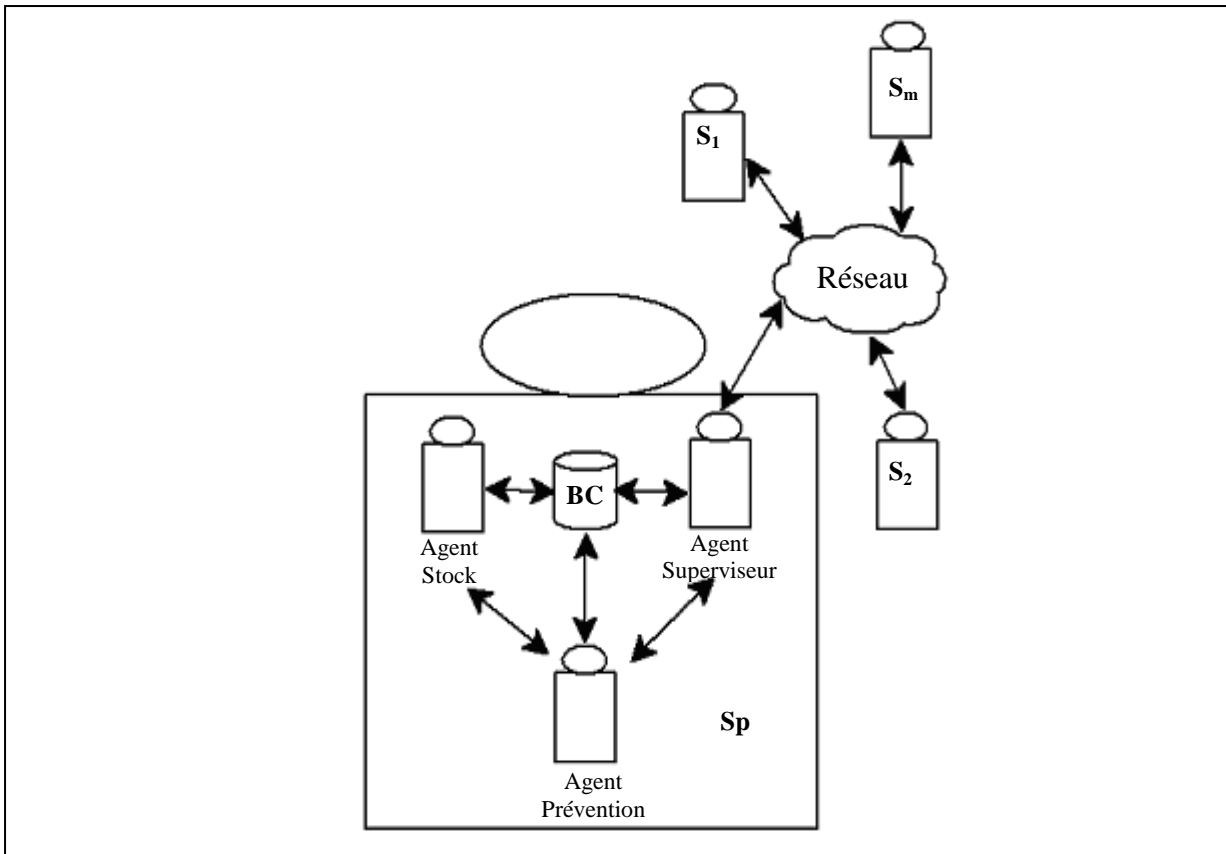 Sm
S1
Réseau
S2
BC
Agent
Stock
Agent
Superviseur
Sp
Agent
Prévention